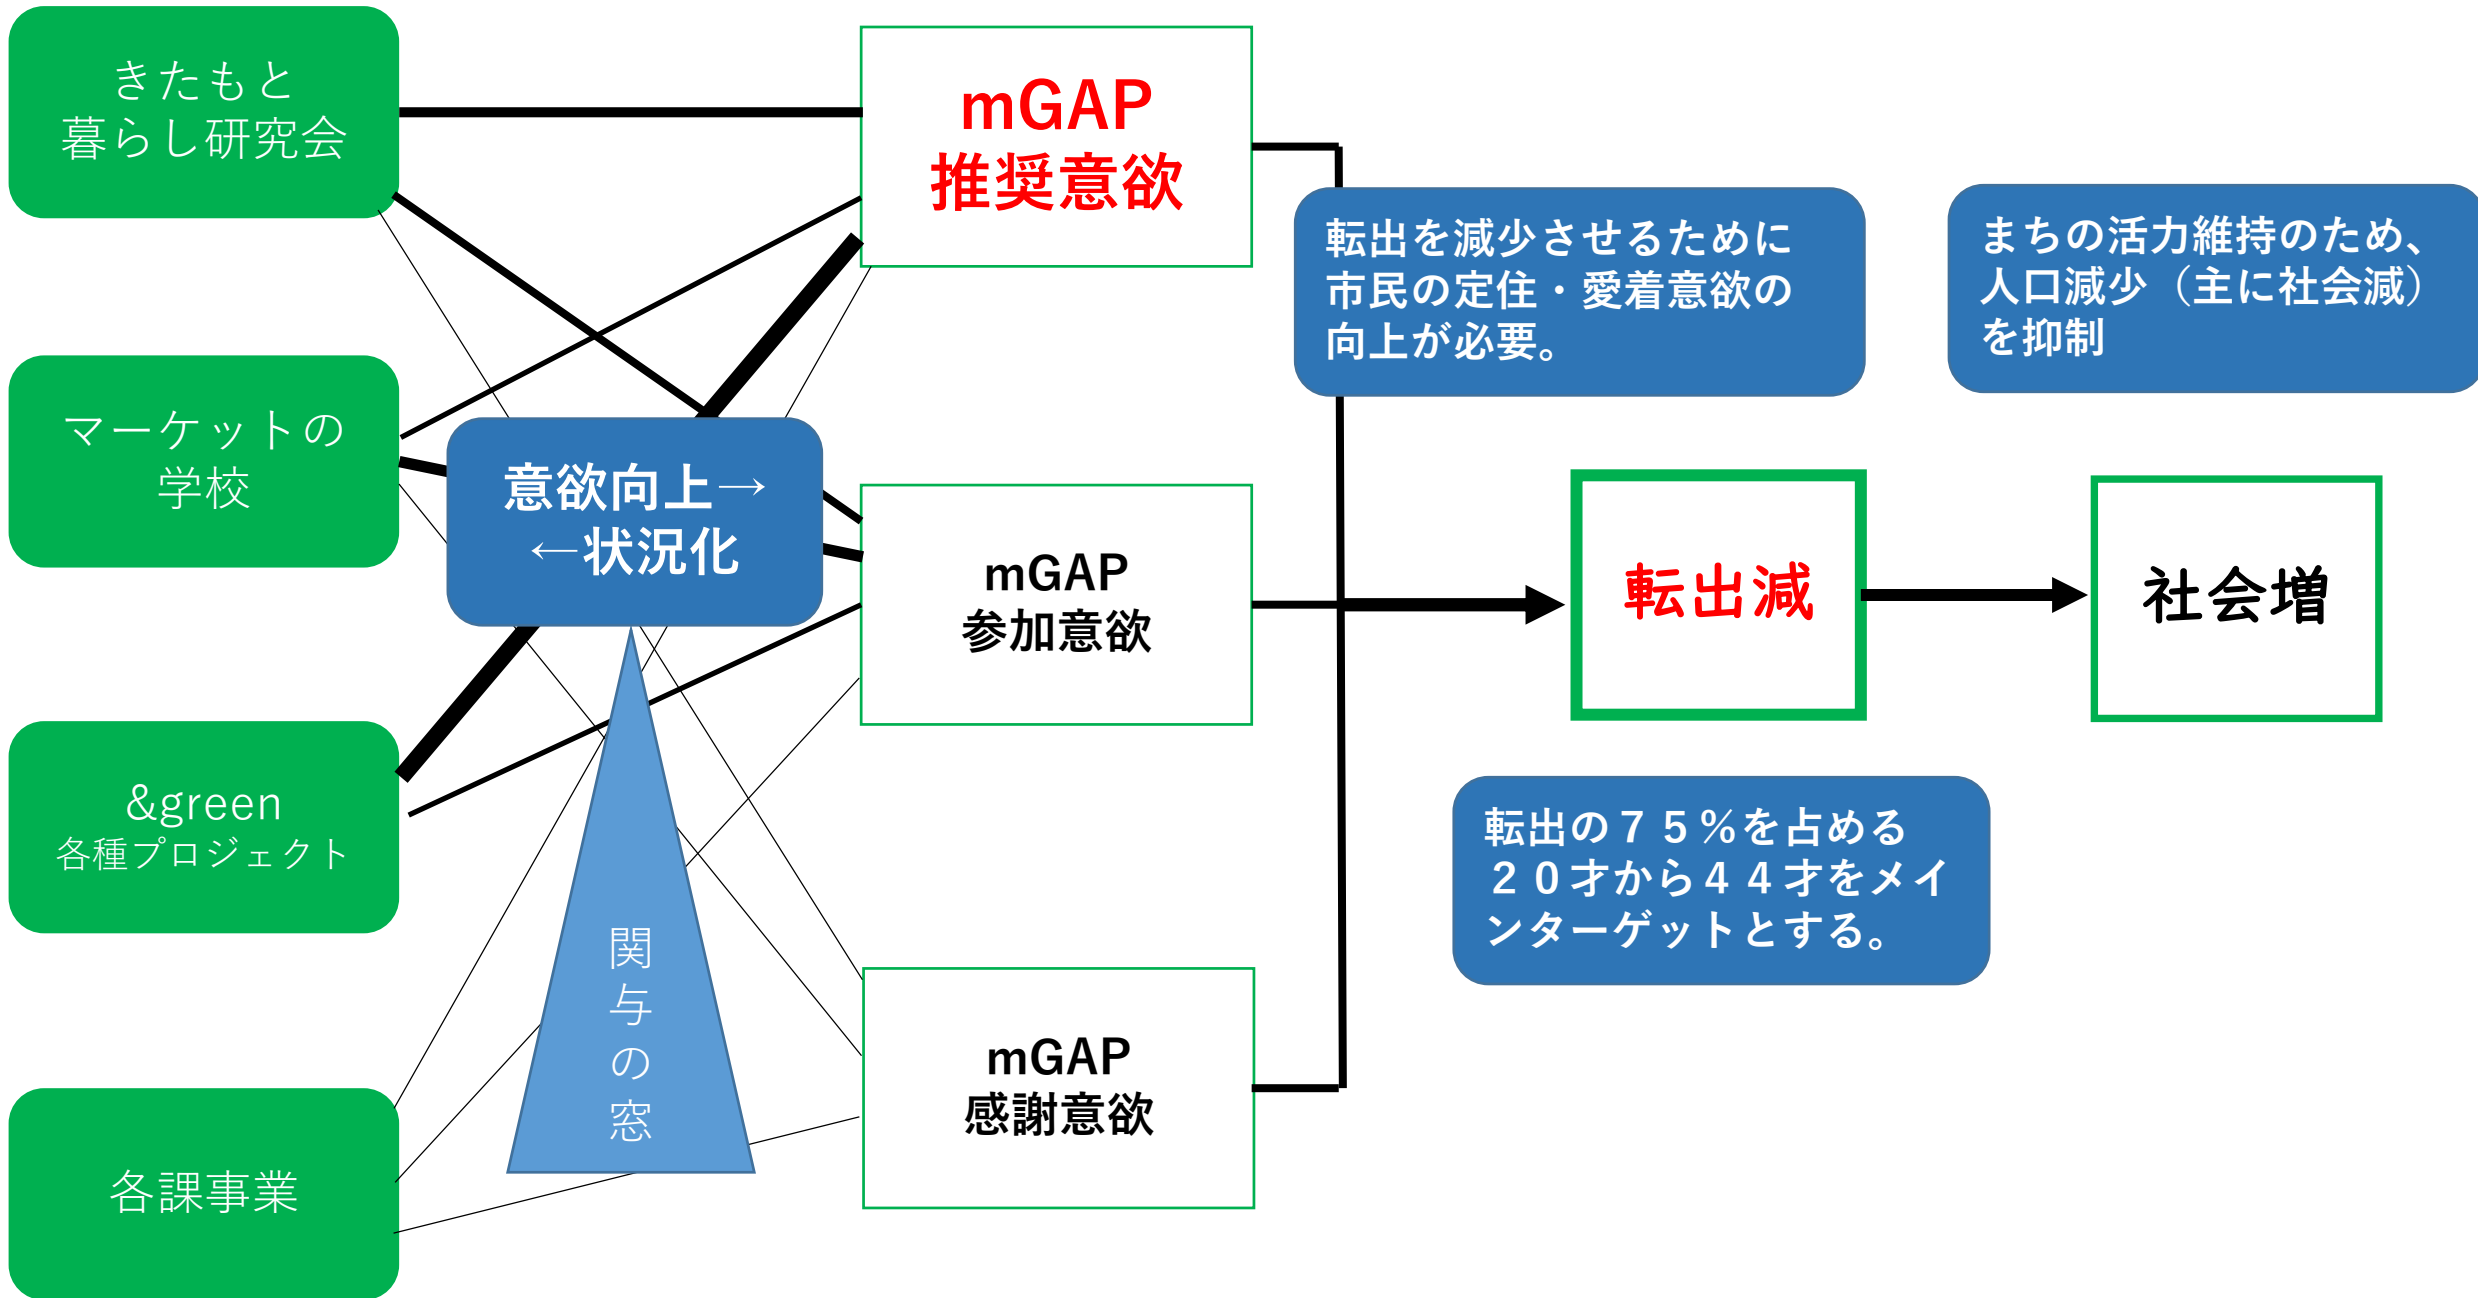 きたもと
暮らし研究会
マーケットの
学校
&green
各種プロジェクト
各課事業
意欲向上→
←状況化
関
与
の
窓
mGAP
推奨意欲
mGAP
参加意欲
mGAP
感謝意欲
転出を減少させるために
市民の定住・愛着意欲の
向上が必要。
転出減
転出の７５％を占める
２０才から４４才をメイ
ンターゲットとする。
まちの活力維持のため、
人口減少（主に社会減）
を抑制
社会増